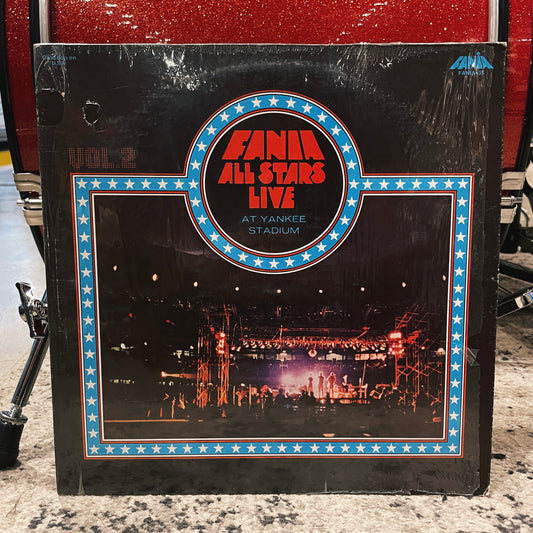 FANIA
VOL. 2
FANIA
ALL STARS
LIVE
AT YANKEE
STADIUM